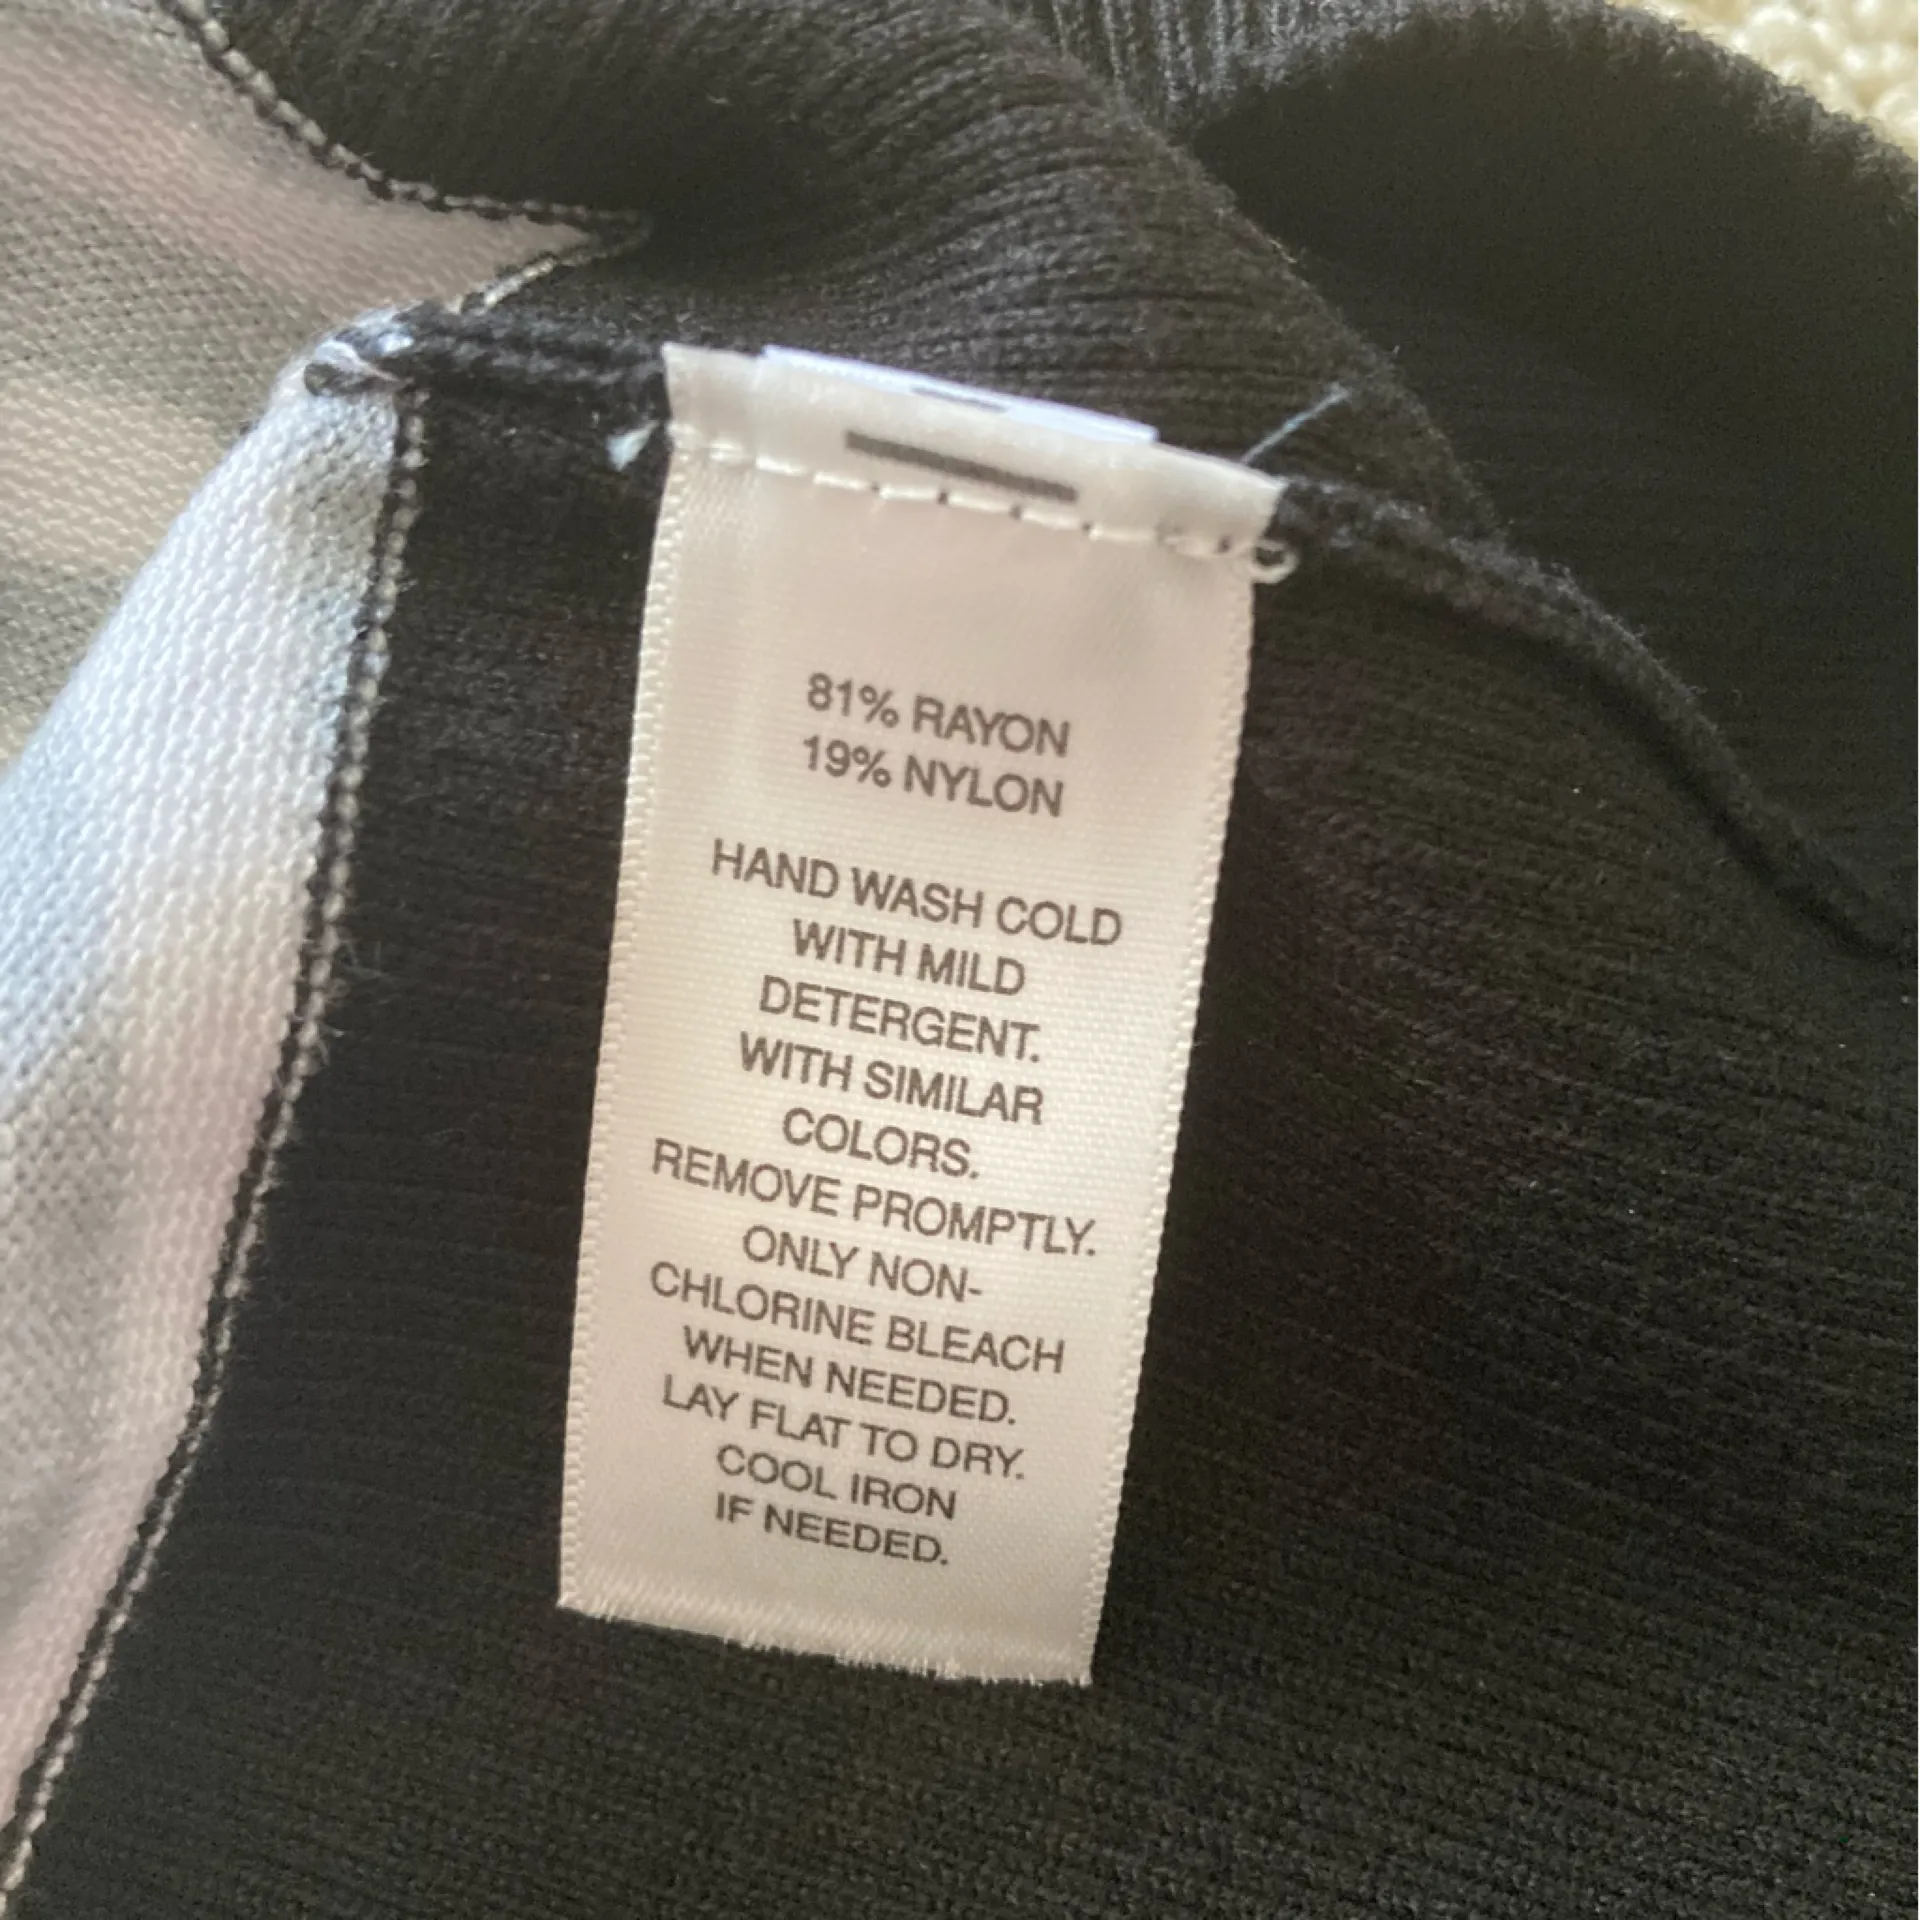 81% RAYON
19% NYLON
HAND WASH COLD
WITH MILD
DETERGENT.
WITH SIMILAR
COLORS.
REMOVE PROMPTLY.
ONLY NON-
CHLORINE BLEACH
WHEN NEEDED.
LAY FLAT TO DRY.
COOL IRON
IF NEEDED.